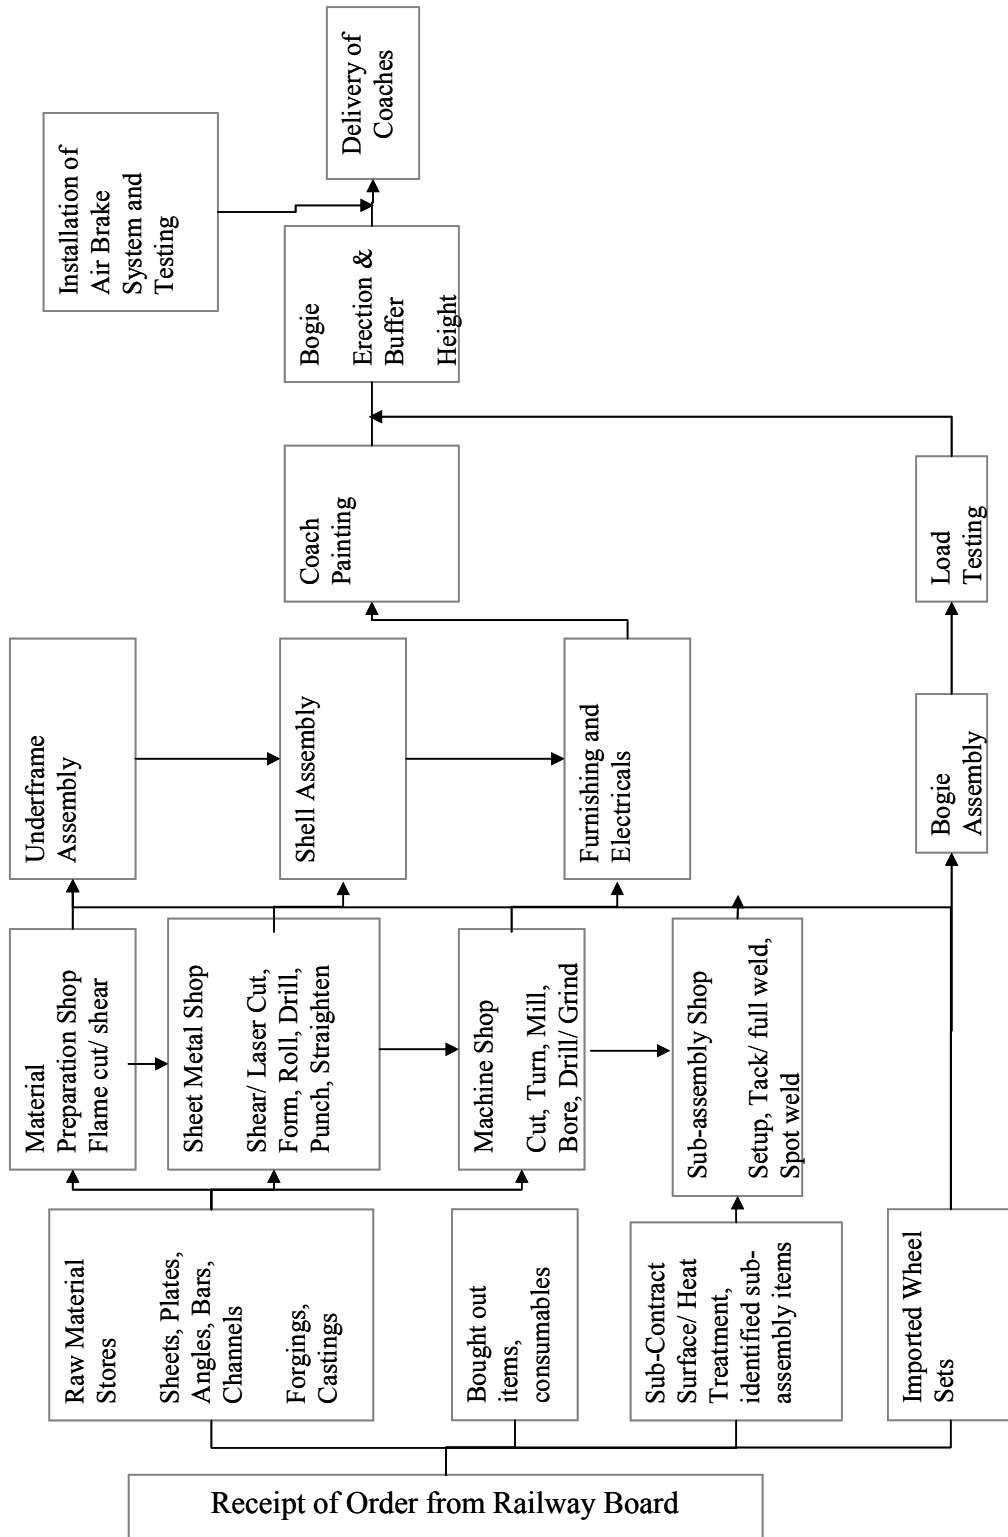 Receipt of Order from Railway Board
Raw Material
Stores
Sheets, Plates,
Angles, Bars,
Channels
Forgings,
Castings
Bought out
items,
consumables
Sub-Contract
Surface/ Heat
Treatment,
identified sub-
assembly items
Imported Wheel
Sets
Material
Preparation Shop
Flame cut/ shear
Sheet Metal Shop
Shear/ Laser Cut,
Form, Roll, Drill,
Punch, Straighten
Machine Shop
Cut, Turn, Mill,
Bore, Drill/ Grind
Sub-assembly Shop
Setup, Tack/ full weld,
Spot weld
Underframe
Assembly
Shell Assembly
Furnishing and
Electricals
Bogie
Assembly
Coach
Painting
Load
Testing
Bogie
Erection &
Buffer
Height
Installation of
Air Brake
System and
Testing
Delivery of
Coaches